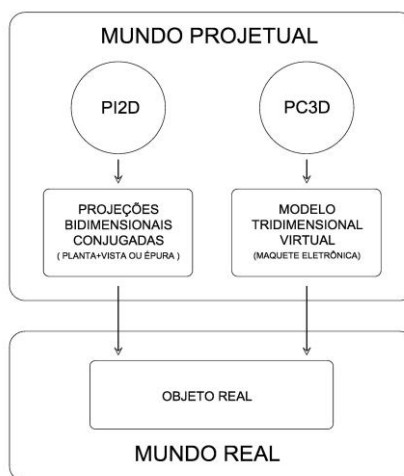 MUNDO PROJETUAL
PI2D
PC3D
PROJEÇÕES
BIDIMENSIONAIS
CONJUGADAS
( PLANTA+VISTA OU ÉPURA )
MODELO
TRIDIMENSIONAL
VIRTUAL
(MAQUETE ELETRÔNICA)
OBJETO REAL
MUNDO REAL